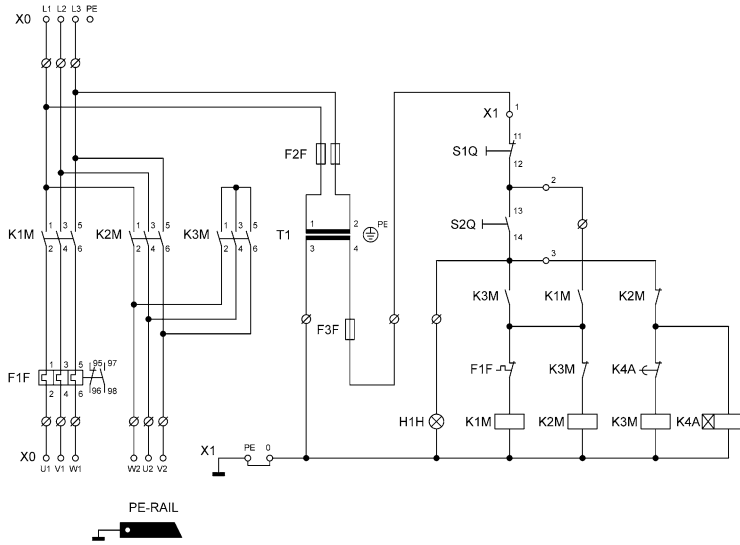 X0 L1 L2 L3 PE
X1 1
F2F
S1Q 11
12
2
1 3 5 1 3 5 1 3 5
K1M K2M K3M
2 4 6 2 4 6 2 4 6
T1 1 2 PE
3 4
S2Q 13
14
3
K3M K1M K2M
F3F
F1F 1 3 5 95 97
2 4 6 96 98
F1F K3M K4A
H1H K1M K2M K3M K4A
X0 U1 V1 W1 W2 U2 V2
X1 PE 0
PE-RAIL